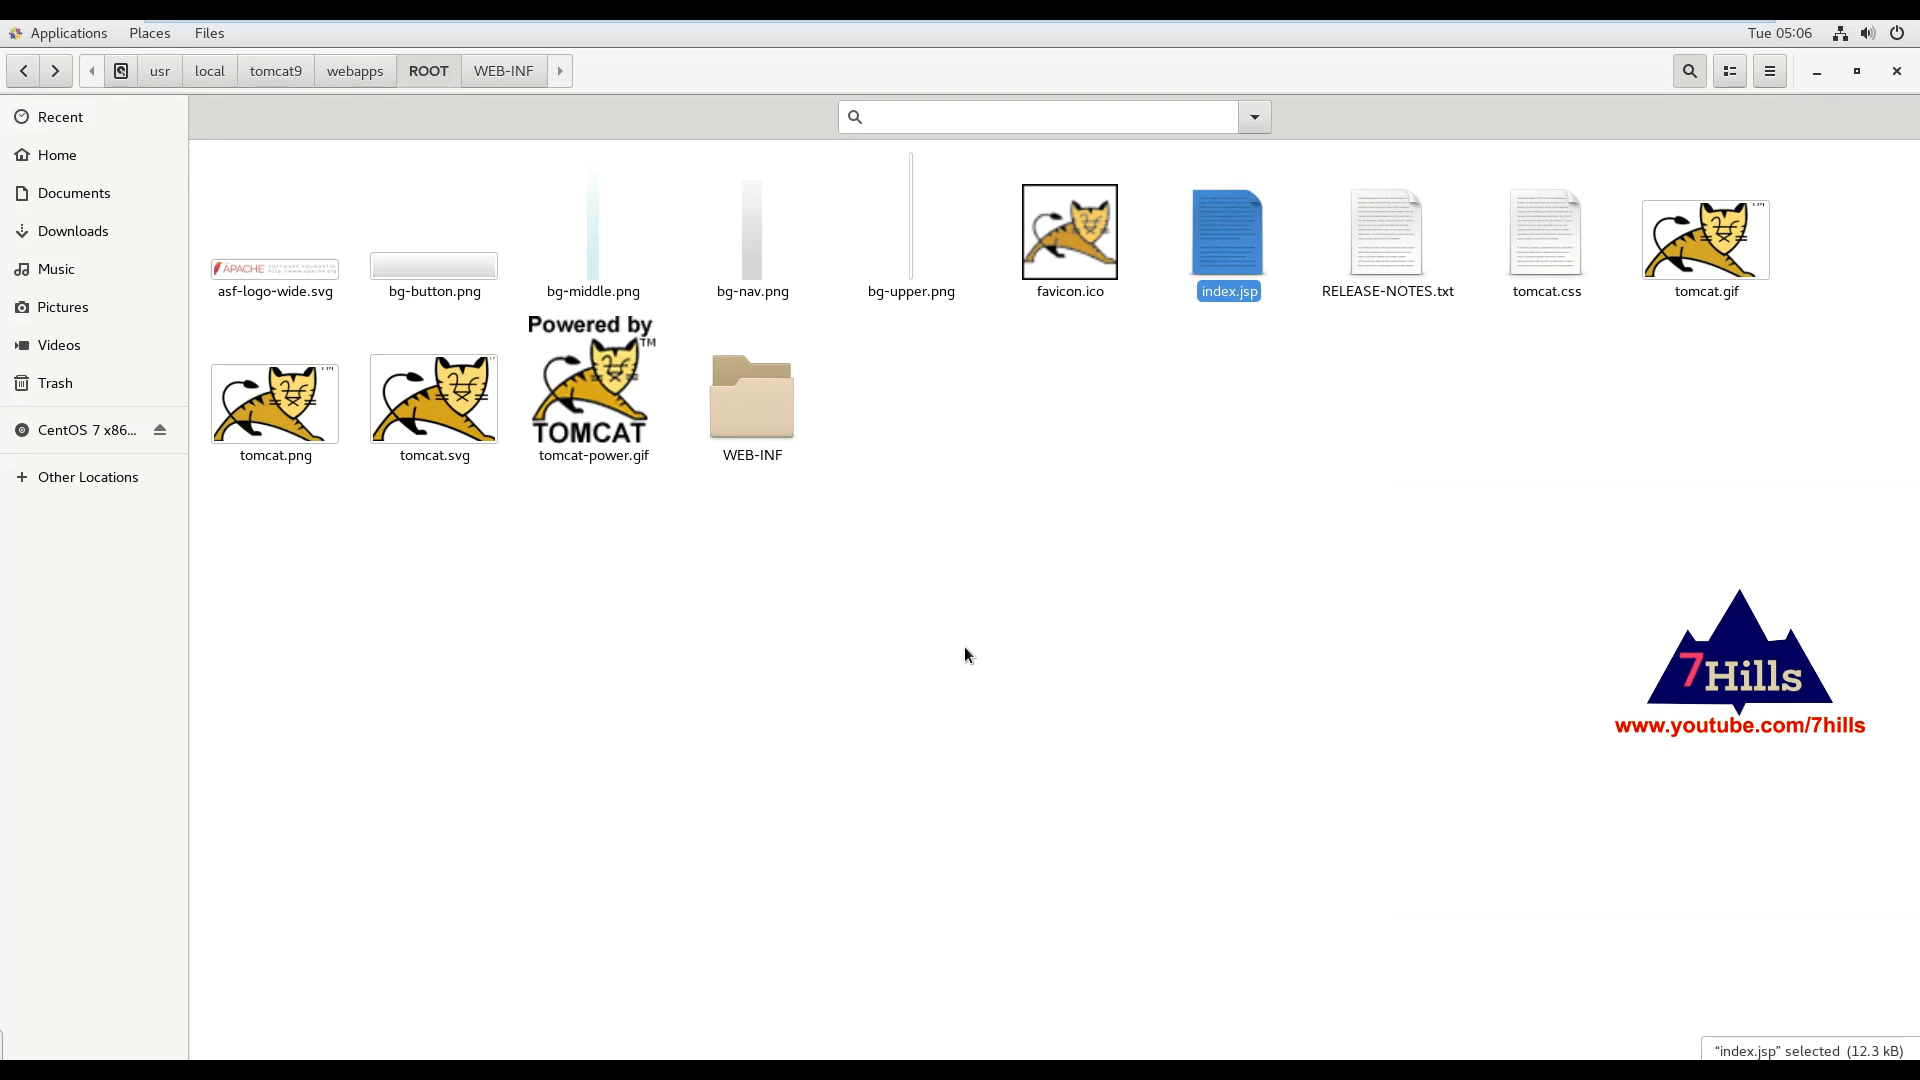 Applications Places Files Tue 05:06
usr local tomcat9 webapps ROOT WEB-INF
Recent
Home
Documents
Downloads
Music
Pictures
Videos
Trash
CentOS 7 x86...
Other Locations
APACHE
asf-logo-wide.svg bg-button.png bg-middle.png bg-nav.png bg-upper.png favicon.ico index.jsp RELEASE-NOTES.txt tomcat.css tomcat.gif
TM
Powered by
TM
TOMCAT
tomcat.png tomcat.svg tomcat-power.gif WEB-INF
7Hills
www.youtube.com/7hills
“index.jsp” selected (12.3 kB)